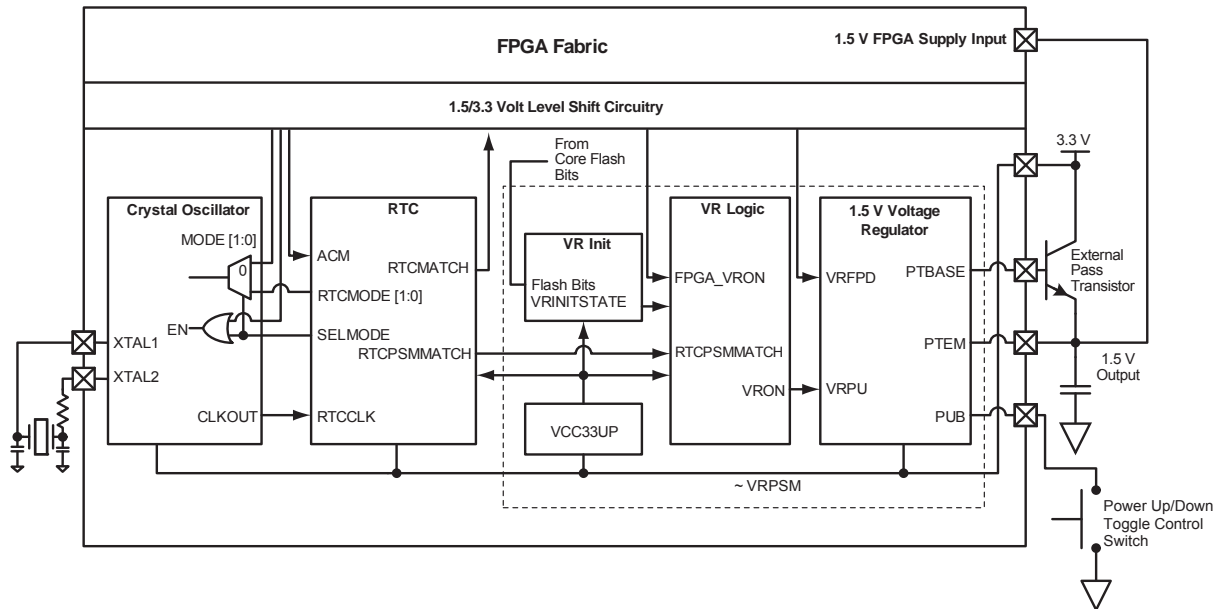 FPGA Fabric
1.5 V FPGA Supply Input
1.5/3.3 Volt Level Shift Circuitry
From
Core Flash
Bits
3.3 V
Crystal Oscillator
MODE [1:0]
0
EN
XTAL1
XTAL2
CLKOUT
RTC
ACM
RTCMATCH
RTCMODE [1:0]
SELMODE
RTCPSMMATCH
RTCCLK
VR Init
Flash Bits
VRINITSTATE
VCC33UP
VR Logic
FPGA_VRON
RTCPSMMATCH
VRON
1.5 V Voltage
Regulator
VRFPD
PTBASE
PTEM
VRPU
PUB
External
Pass
Transistor
1.5 V
Output
~ VRPSM
Power Up/Down
Toggle Control
Switch